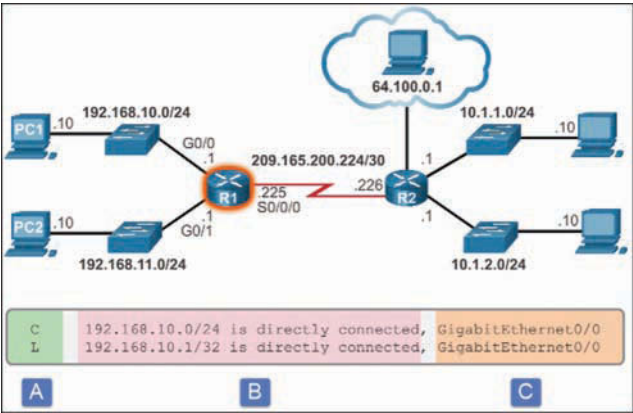 64.100.0.1
192.168.10.0/24
10.1.1.0/24
PC1
.10
.10
G0/0
.1
209.165.200.224/30
.1
.225
.226
R1
R2
S0/0/0
PC2
.10
.1
G0/1
.1
.10
192.168.11.0/24
10.1.2.0/24
C 192.168.10.0/24 is directly connected, GigabitEthernet0/0
L 192.168.10.1/32 is directly connected, GigabitEthernet0/0
A B C